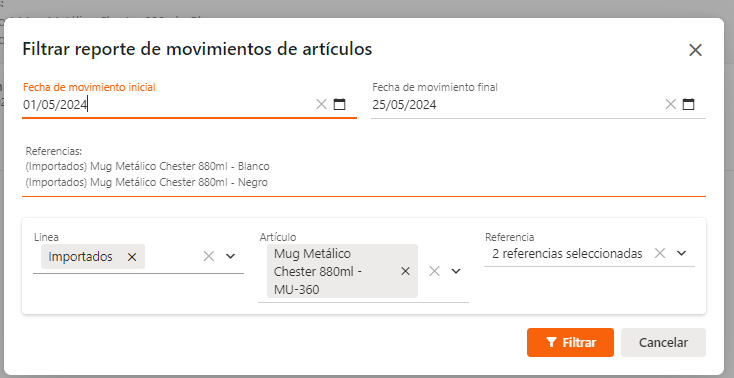 Filtrar reporte de movimientos de artículos
Fecha de movimiento inicial
01/05/2024
Fecha de movimiento final
25/05/2024
Referencias:
(Importados) Mug Metálico Chester 880ml - Blanco
(Importados) Mug Metálico Chester 880ml - Negro
Linea
Importados
Artículo
Mug Metálico
Chester 880ml -
MU-360
Referencia
2 referencias seleccionadas
Filtrar
Cancelar